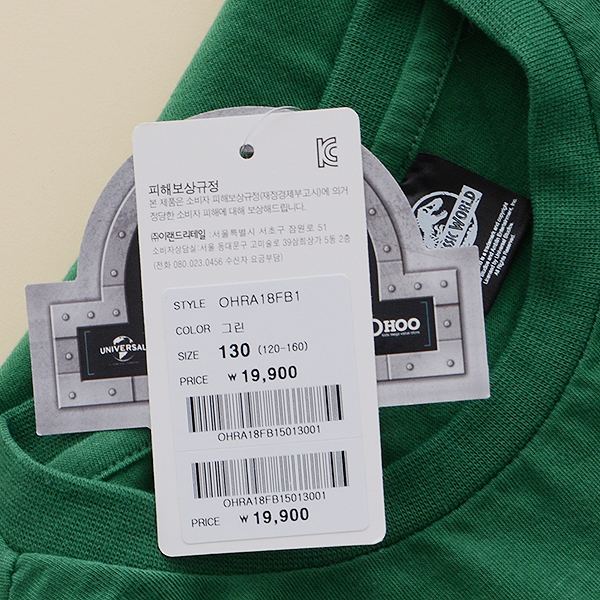 피해보상규정
본 제품은 소비자 피해보상규정(재정경제부고시)에 의거
정당한 소비자 피해에 대해 보상해드립니다.
㈜이랜드리테일 : 서울특별시 서초구 잠원로 51
소비자상담실:서울 동대문구 고미술로 39삼희상가 5동 2층
(전화 080.023.0456 수신자 요금부담)
STYLE OHRA18FB1
COLOR 그린
SIZE 130 (120-160)
PRICE ₩ 19,900
OHRA18FB15013001
OHRA18FB15013001
PRICE ₩ 19,900
UNIVERSAL
OHOO
WORLD